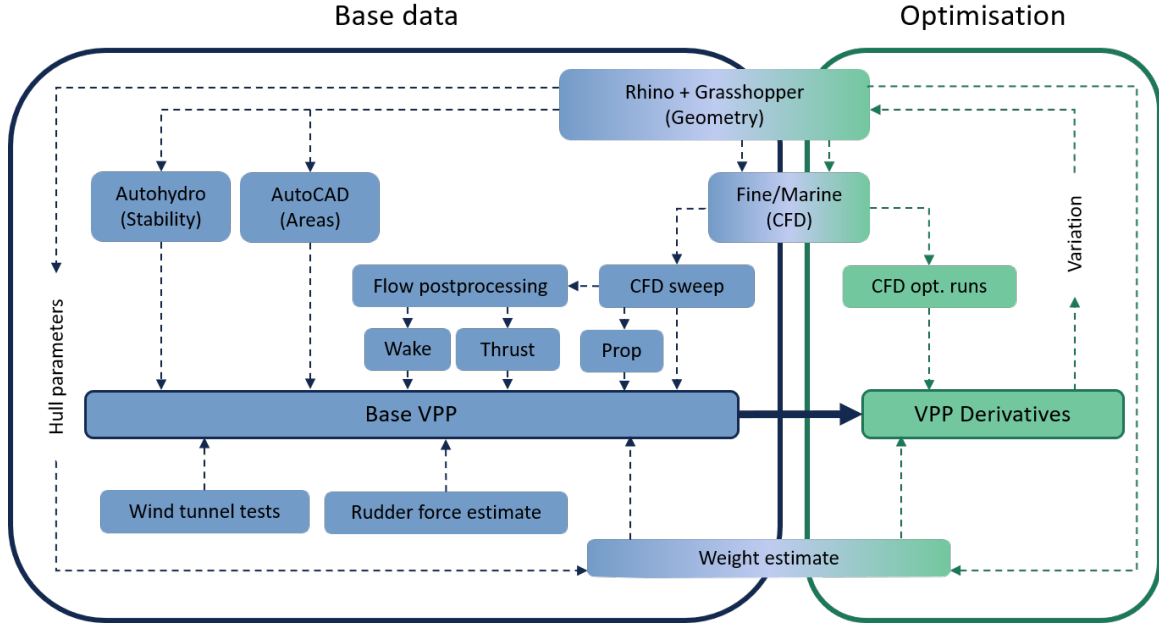 Base data
Optimisation
Rhino + Grasshopper
(Geometry)
Autohydro
(Stability)
AutoCAD
(Areas)
Fine/Marine
(CFD)
Variation
Flow postprocessing
CFD sweep
CFD opt. runs
Hull parameters
Wake
Thrust
Prop
Base VPP
VPP Derivatives
Wind tunnel tests
Rudder force estimate
Weight estimate